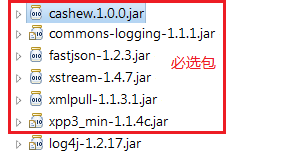 cashew.1.0.0.jar
commons-logging-1.1.1.jar
fastjson-1.2.3.jar
必选包
xstream-1.4.7.jar
xmlpull-1.1.3.1.jar
xpp3_min-1.1.4c.jar
log4j-1.2.17.jar